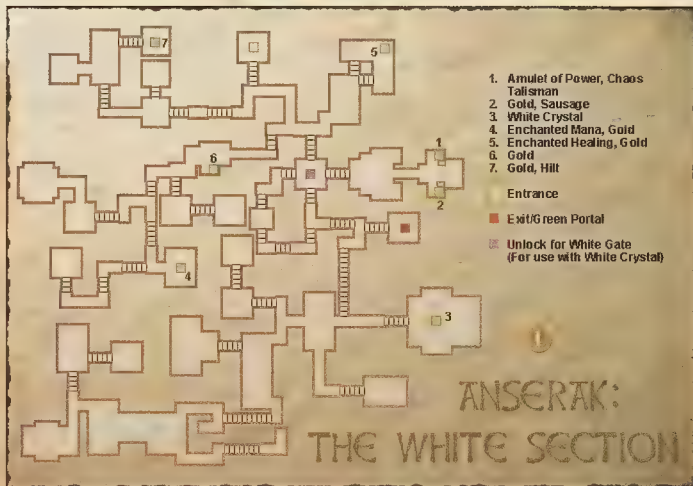 7
5
1. Amulet of Power, Chaos
Talisman
2. Gold, Sausage
3. White Crystal
4. Enchanted Mana, Gold
5. Enchanted Healing, Gold
6. Gold
7. Gold, Hilt
Entrance
Exit/Green Portal
Unlock for White Gate
(For use with White Crystal)
1
6
2
4
3
ANSERAK:
THE WHITE SECTION